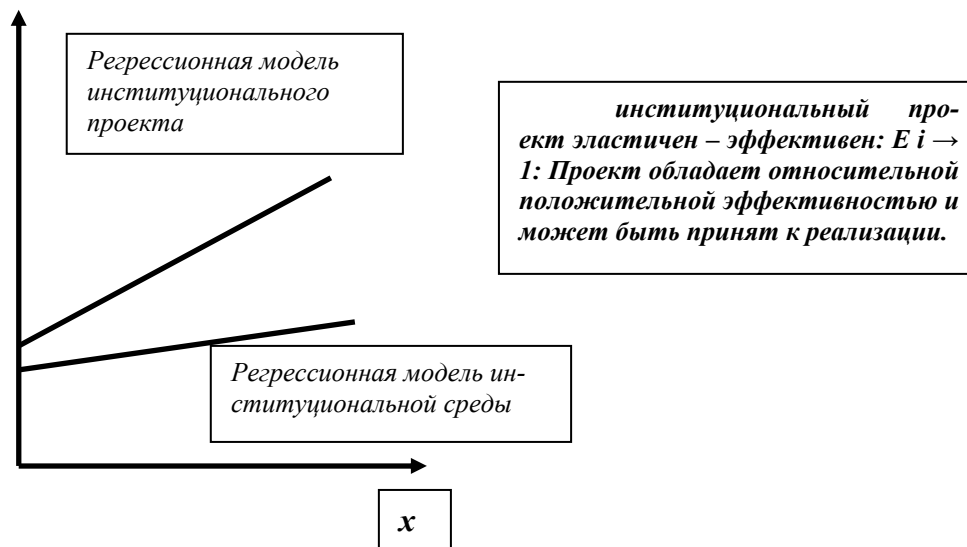 Регрессионная модель
институционального
проекта
институциональный про-
ект эластичен – эффективен: E i →
1: Проект обладает относительной
положительной эффективностью и
может быть принят к реализации.
Регрессионная модель ин-
ституциональной среды
x